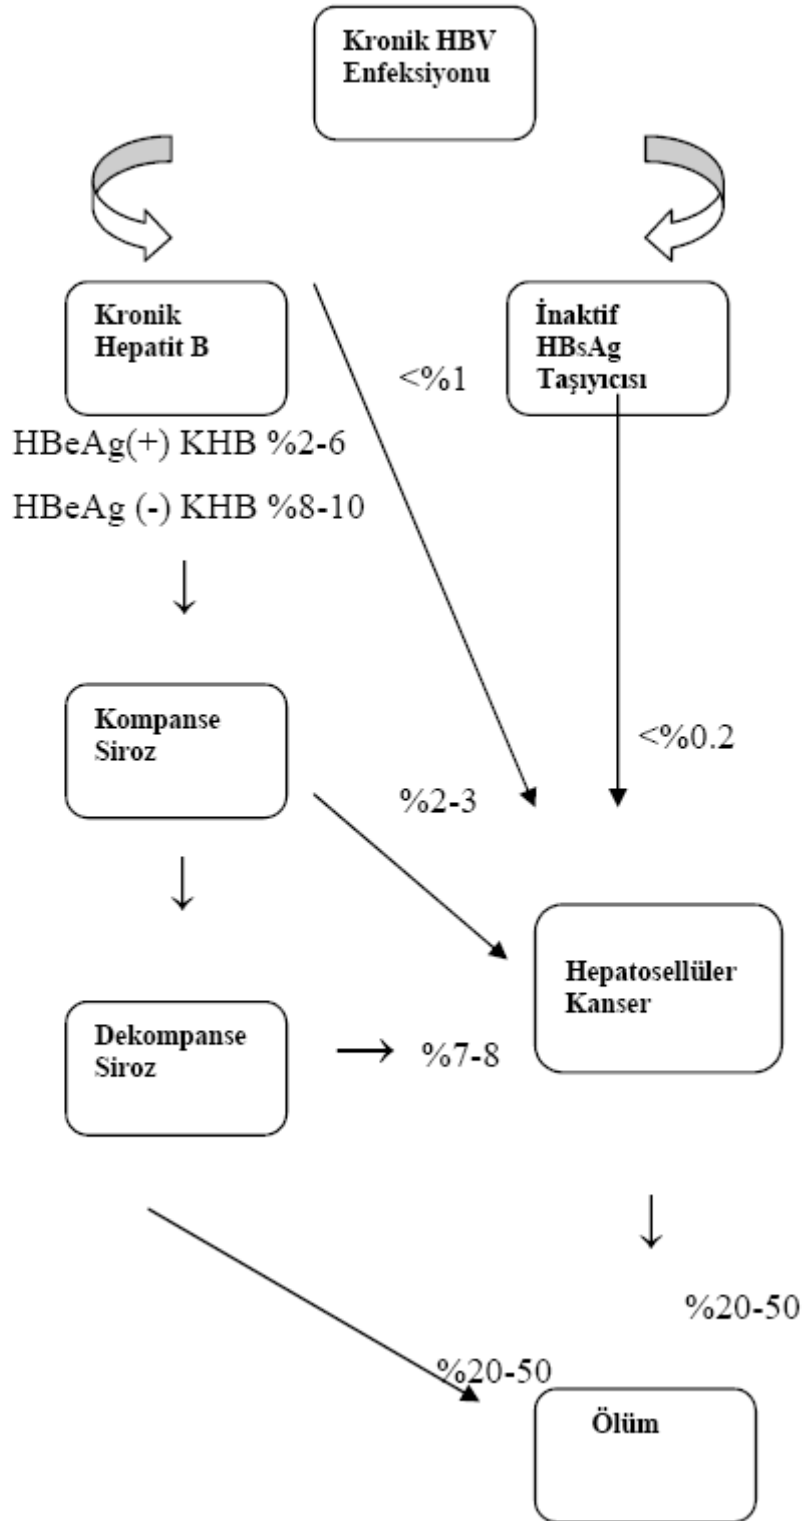 Kronik HBV
Enfeksiyonu
Kronik
Hepatit B
İnaktif
HBsAg
Taşıyıcısı
<%1
HBeAg(+) KHB %2-6
HBeAg (-) KHB %8-10
Kompanse
Siroz
<%0.2
%2-3
Hepatosellüler
Kanser
Dekompanse
Siroz
%7-8
%20-50
%20-50
Ölüm